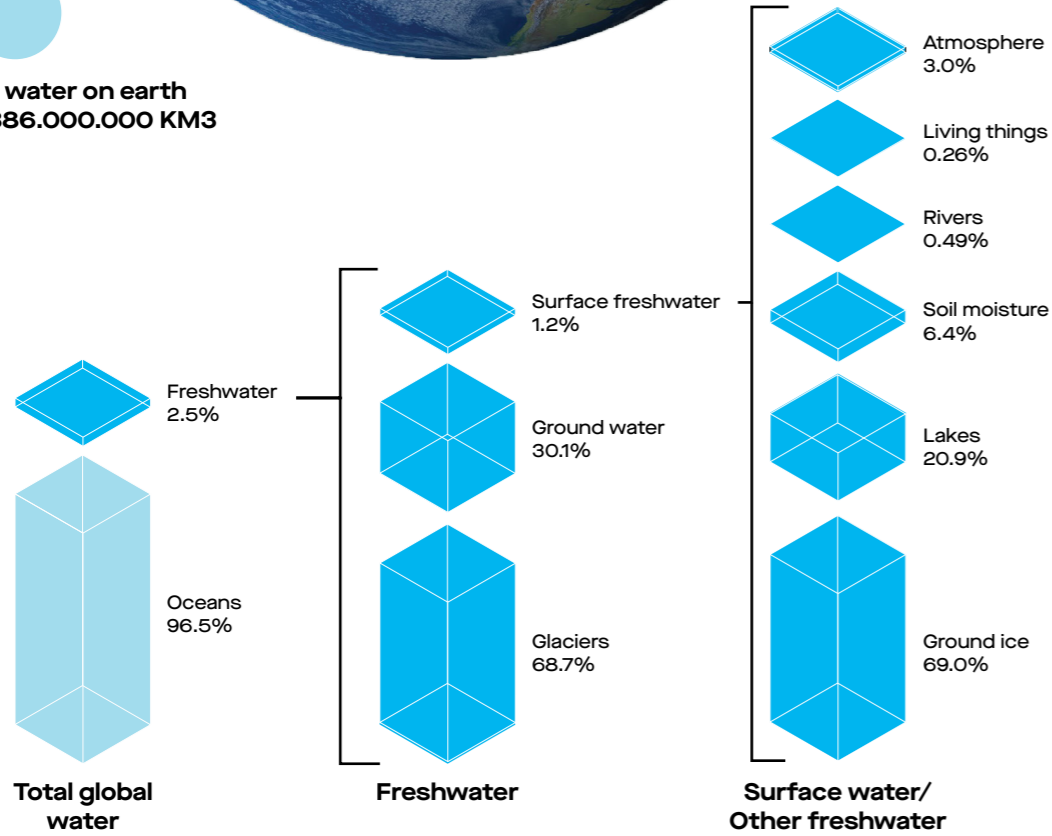 water on earth
386.000.000 KM3
Atmosphere
3.0%
Living things
0.26%
Rivers
0.49%
Soil moisture
6.4%
Lakes
20.9%
Ground ice
69.0%
Surface freshwater
1.2%
Ground water
30.1%
Glaciers
68.7%
Freshwater
2.5%
Oceans
96.5%
Total global
water
Freshwater
Surface water/
Other freshwater